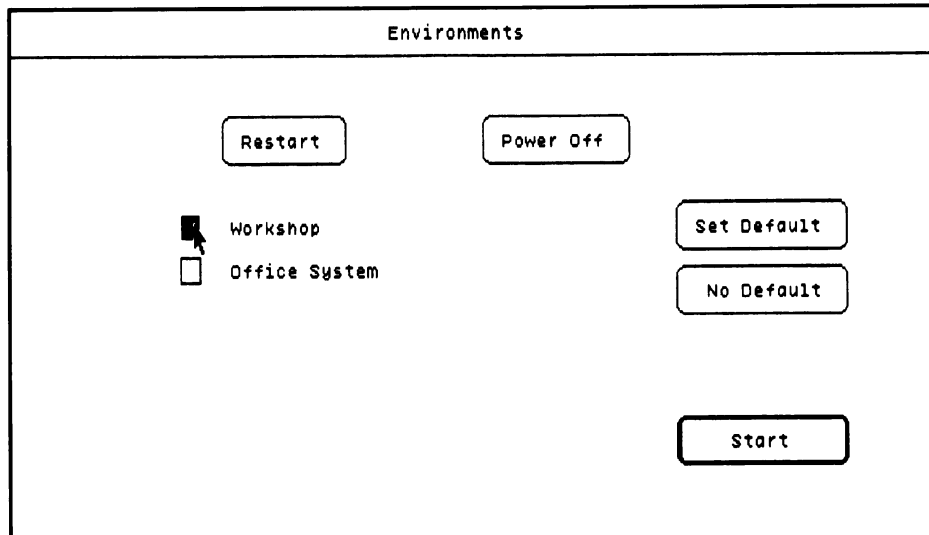 Environments
Restart
Power Off
Workshop
Set Default
Office System
No Default
Start